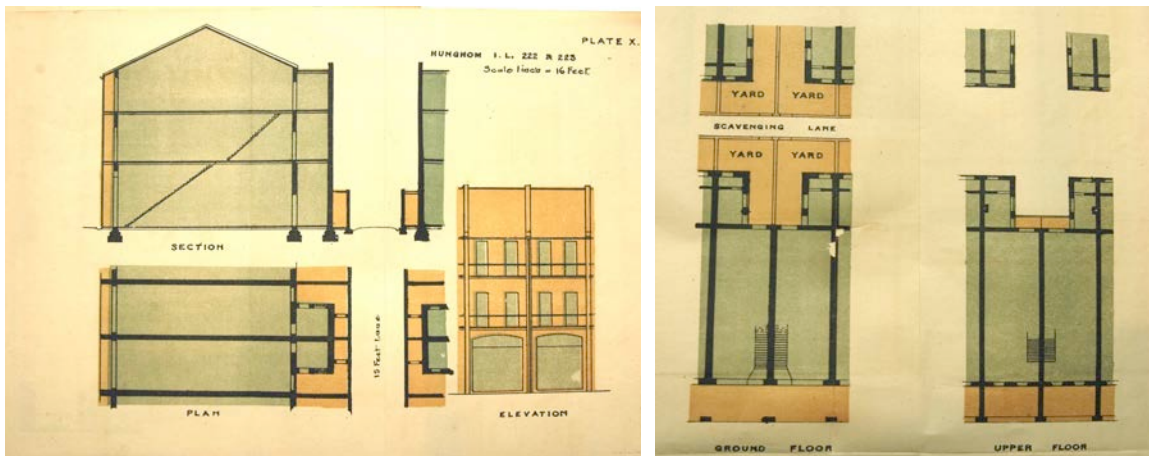 PLATE X.
HUNGHOM I. L. 222 & 223
Scale 1 inch = 16 Feet
SECTION
15 Feet Lane
PLAN
ELEVATION
YARD YARD
SCAVENGING LANE
YARD YARD
GROUND FLOOR
UPPER FLOOR